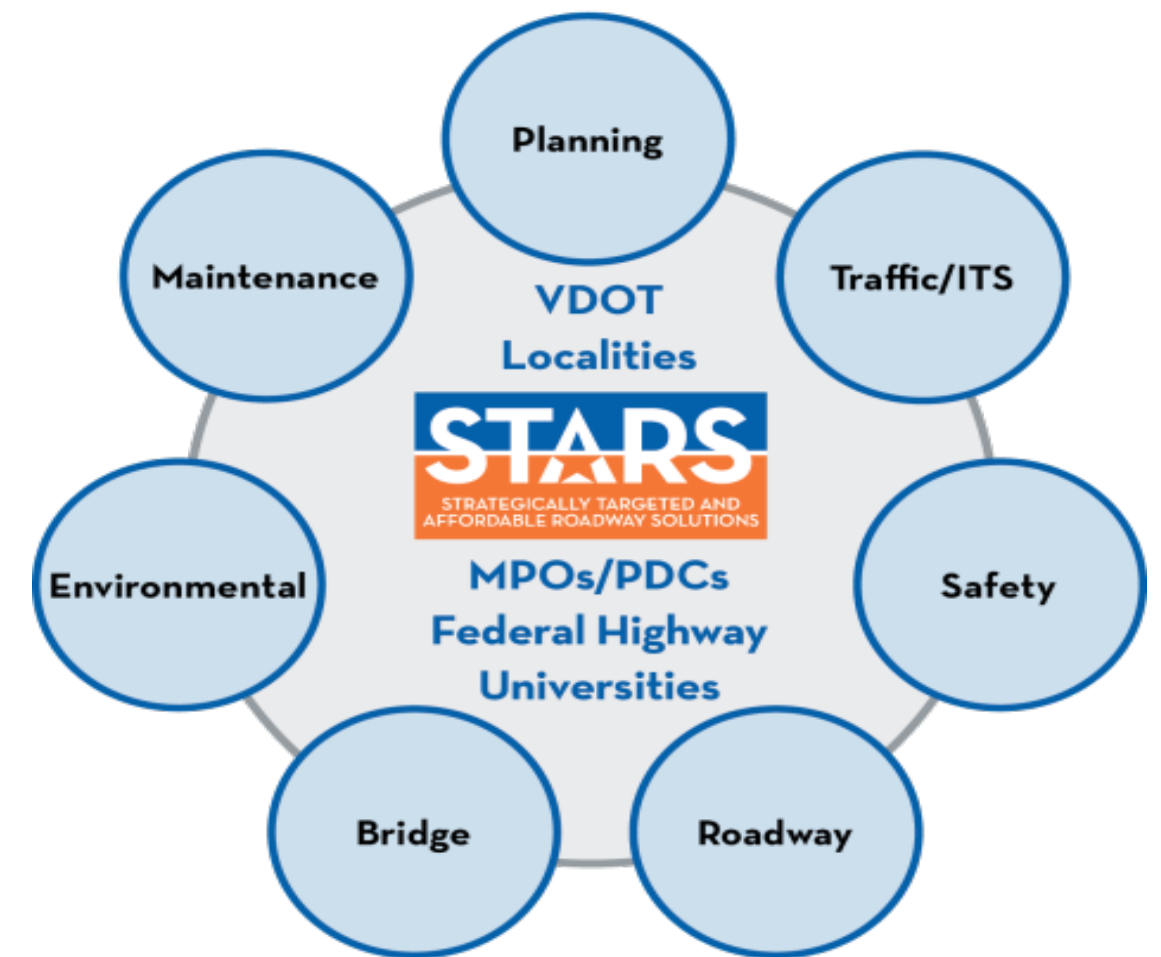 Planning
Maintenance
Traffic/ITS
VDOT
Localities
STARS
STRATEGICALLY TARGETED AND
AFFORDABLE ROADWAY SOLUTIONS
MPOs/PDCs
Federal Highway
Universities
Environmental
Safety
Bridge
Roadway